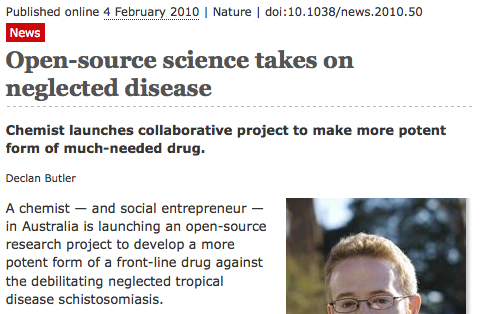 Published online 4 February 2010 | Nature | doi:10.1038/news.2010.50
News
Open-source science takes on
neglected disease
Chemist launches collaborative project to make more potent
form of much-needed drug.
Declan Butler
A chemist — and social entrepreneur —
in Australia is launching an open-source
research project to develop a more
potent form of a front-line drug against
the debilitating neglected tropical
disease schistosomiasis.